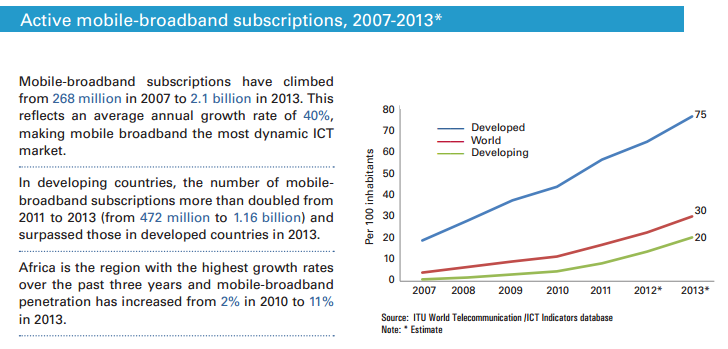 Active mobile-broadband subscriptions, 2007-2013*
Mobile-broadband subscriptions have climbed
from 268 million in 2007 to 2.1 billion in 2013. This
reflects an average annual growth rate of 40%,
making mobile broadband the most dynamic ICT
market.
In developing countries, the number of mobile-
broadband subscriptions more than doubled from
2011 to 2013 (from 472 million to 1.16 billion) and
surpassed those in developed countries in 2013.
Africa is the region with the highest growth rates
over the past three years and mobile-broadband
penetration has increased from 2% in 2010 to 11%
in 2013.
Per 100 inhabitants
80
70
60
50
40
30
20
10
0
Developed
World
Developing
75
30
20
2007 2008 2009 2010 2011 2012* 2013*
Source: ITU World Telecommunication /ICT Indicators database
Note: * Estimate